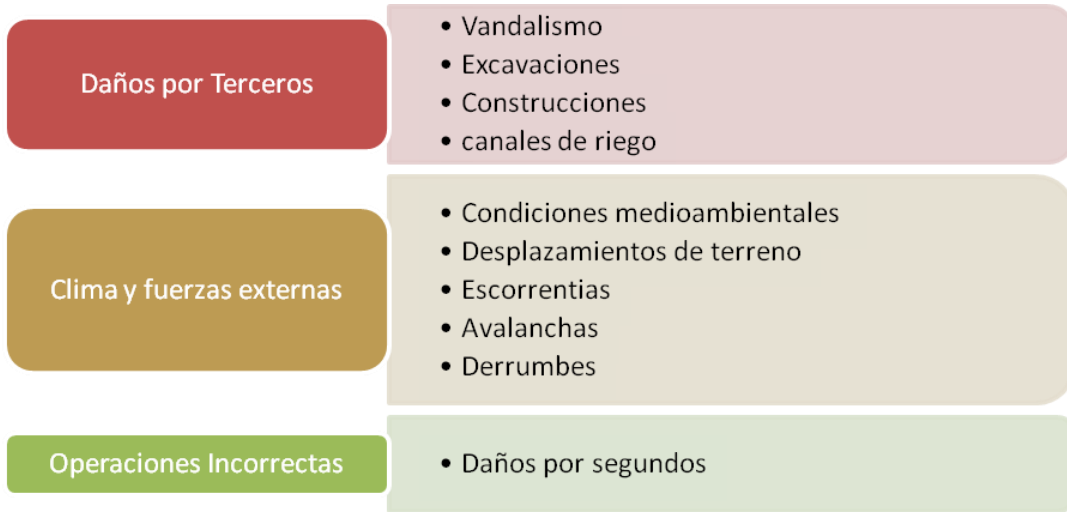 Daños por Terceros
• Vandalismo
• Excavaciones
• Construcciones
• canales de riego
Clima y fuerzas externas
• Condiciones medioambientales
• Desplazamientos de terreno
• Escorrentias
• Avalanchas
• Derrumbes
Operaciones Incorrectas
• Daños por segundos